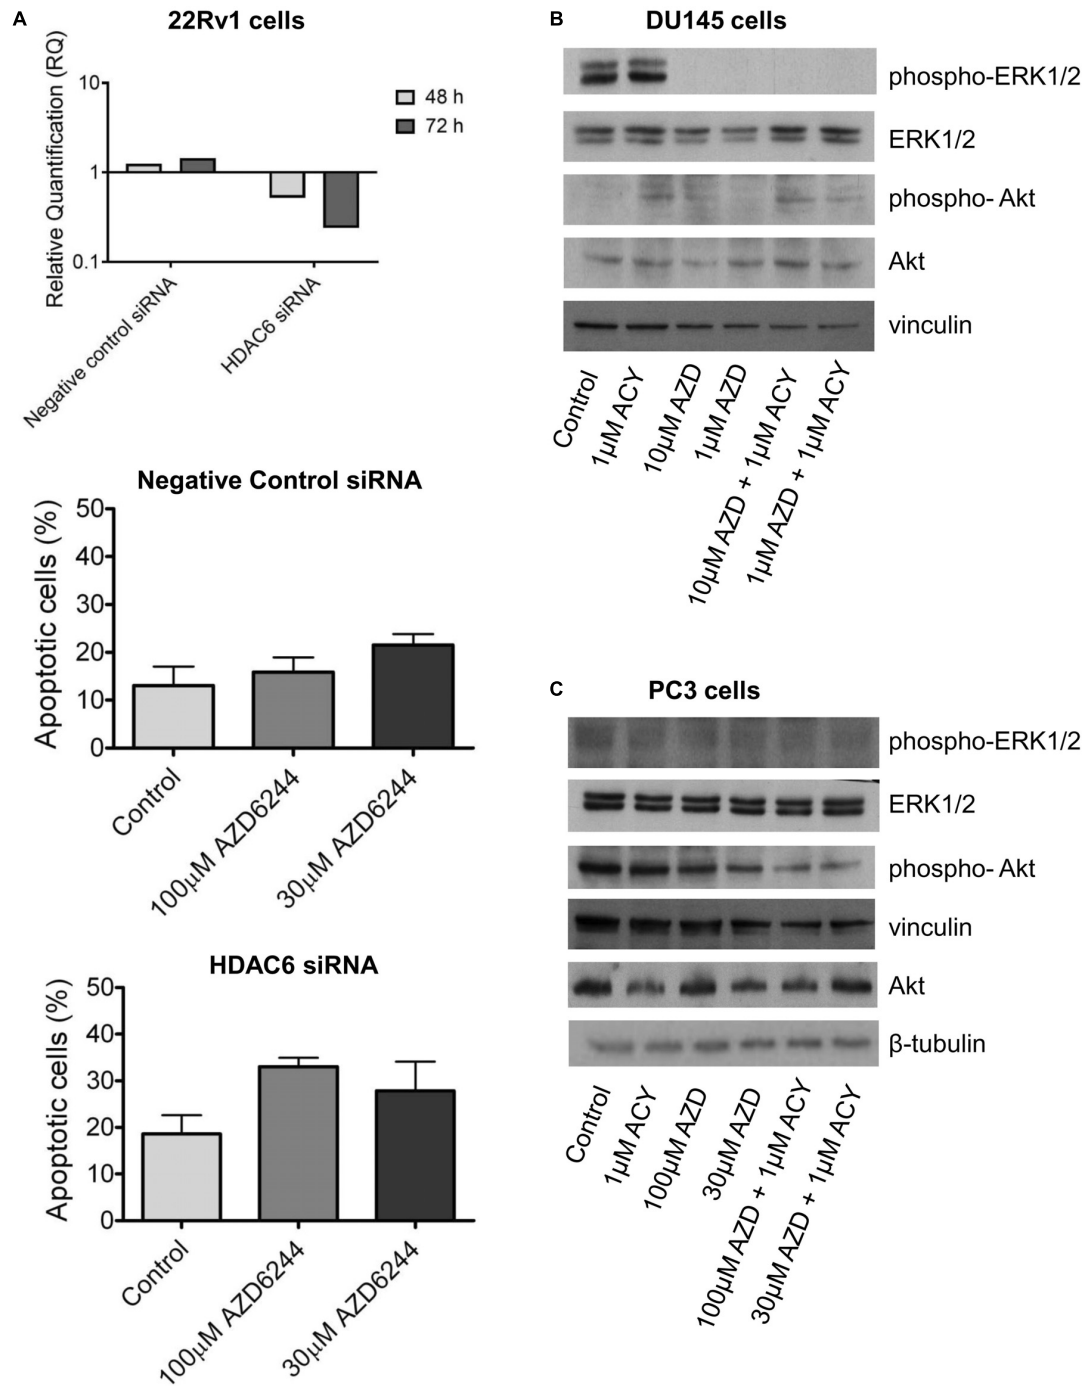 A
22Rv1 cells
Relative Quantification (RQ)
10
1
0.1
48 h
72 h
Negative control siRNA
HDAC6 siRNA
Negative Control siRNA
Apoptotic cells (%)
50
40
30
20
10
0
Control
100μM AZD6244
30μM AZD6244
HDAC6 siRNA
Apoptotic cells (%)
50
40
30
20
10
0
Control
100μM AZD6244
30μM AZD6244
B
DU145 cells
phospho-ERK1/2
ERK1/2
phospho- Akt
Akt
vinculin
Control
1μM ACY
10μM AZD
1μM AZD
10μM AZD + 1μM ACY
1μM AZD + 1μM ACY
C
PC3 cells
phospho-ERK1/2
ERK1/2
phospho- Akt
vinculin
Akt
β-tubulin
Control
1μM ACY
100μM AZD
30μM AZD
100μM AZD + 1μM ACY
30μM AZD + 1μM ACY